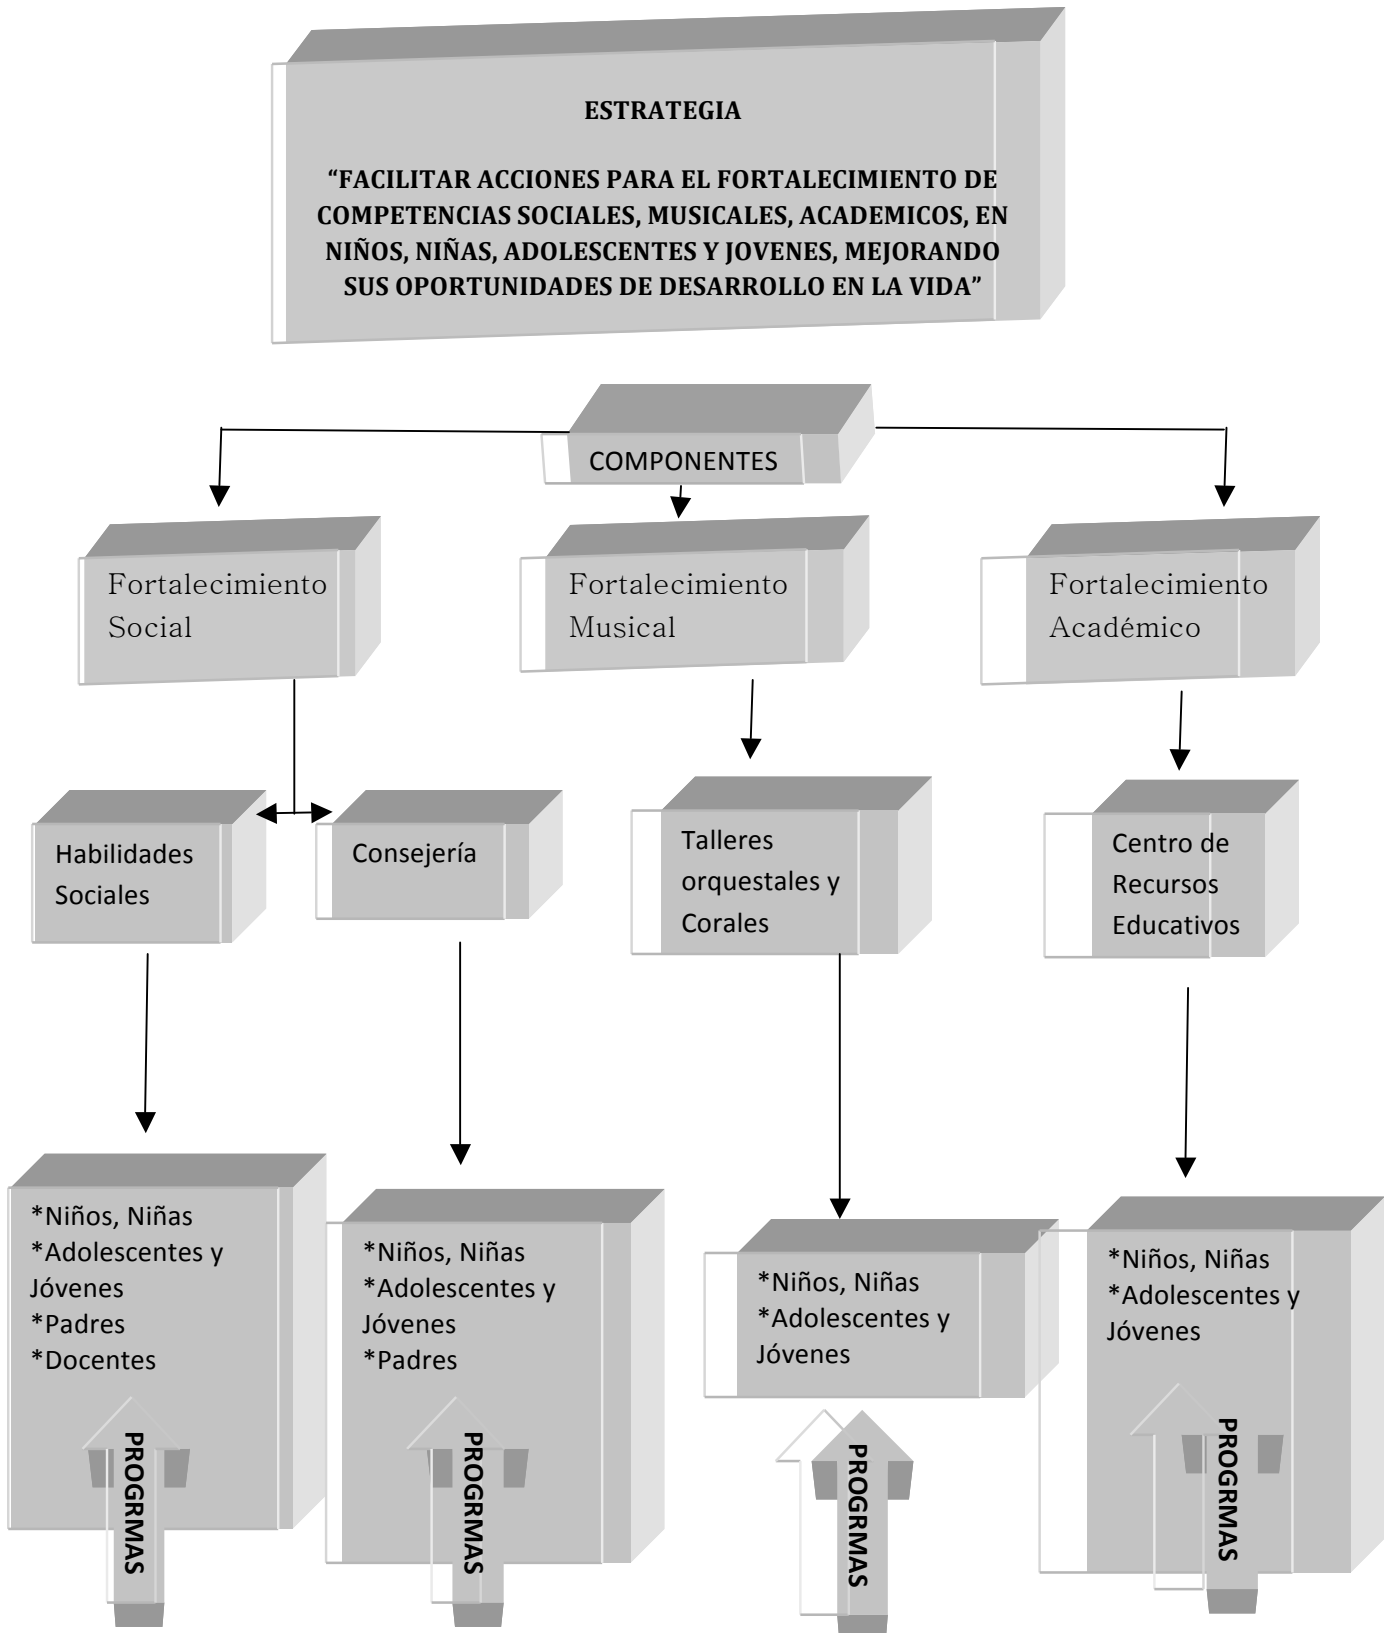 ESTRATEGIA
“FACILITAR ACCIONES PARA EL FORTALECIMIENTO DE
COMPETENCIAS SOCIALES, MUSICALES, ACADEMICOS, EN
NIÑOS, NIÑAS, ADOLESCENTES Y JOVENES, MEJORANDO
SUS OPORTUNIDADES DE DESARROLLO EN LA VIDA”
COMPONENTES
Fortalecimiento
Social
Fortalecimiento
Musical
Fortalecimiento
Académico
Habilidades
Sociales
Consejería
Talleres
orquestales y
Corales
Centro de
Recursos
Educativos
*Niños, Niñas
*Adolescentes y
Jóvenes
*Padres
*Docentes
*Niños, Niñas
*Adolescentes y
Jóvenes
*Padres
*Niños, Niñas
*Adolescentes y
Jóvenes
*Niños, Niñas
*Adolescentes y
Jóvenes
PROGRMAS
PROGRMAS
PROGRMAS
PROGRMAS